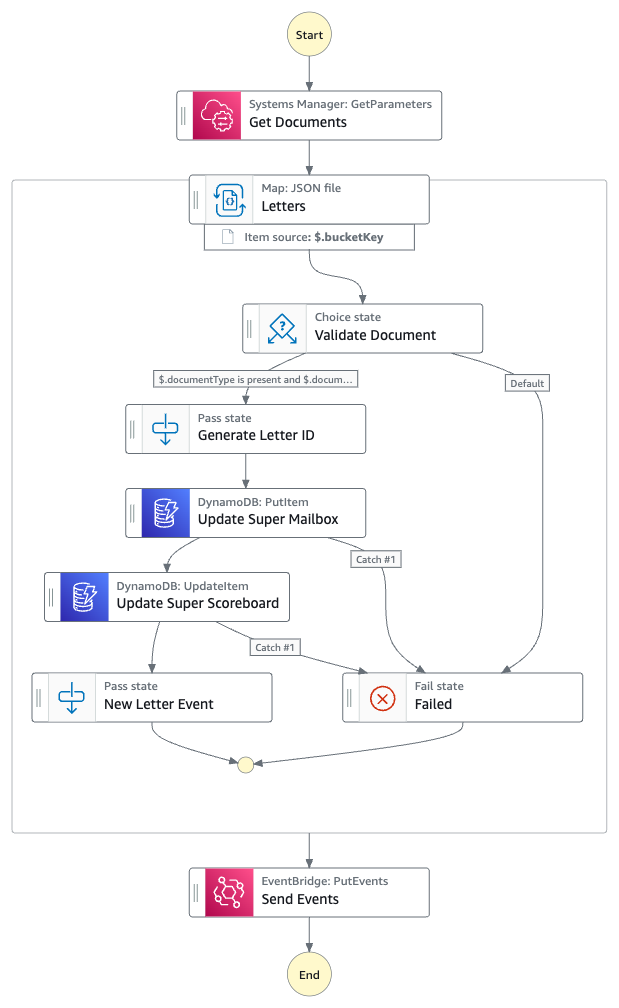 Start
Systems Manager: GetParameters
Get Documents
Map: JSON file
Letters
Item source: $.bucketKey
Choice state
Validate Document
$.documentType is present and $.docum...
Default
Pass state
Generate Letter ID
DynamoDB: PutItem
Update Super Mailbox
Catch #1
DynamoDB: UpdateItem
Update Super Scoreboard
Catch #1
Pass state
New Letter Event
Fail state
Failed
EventBridge: PutEvents
Send Events
End